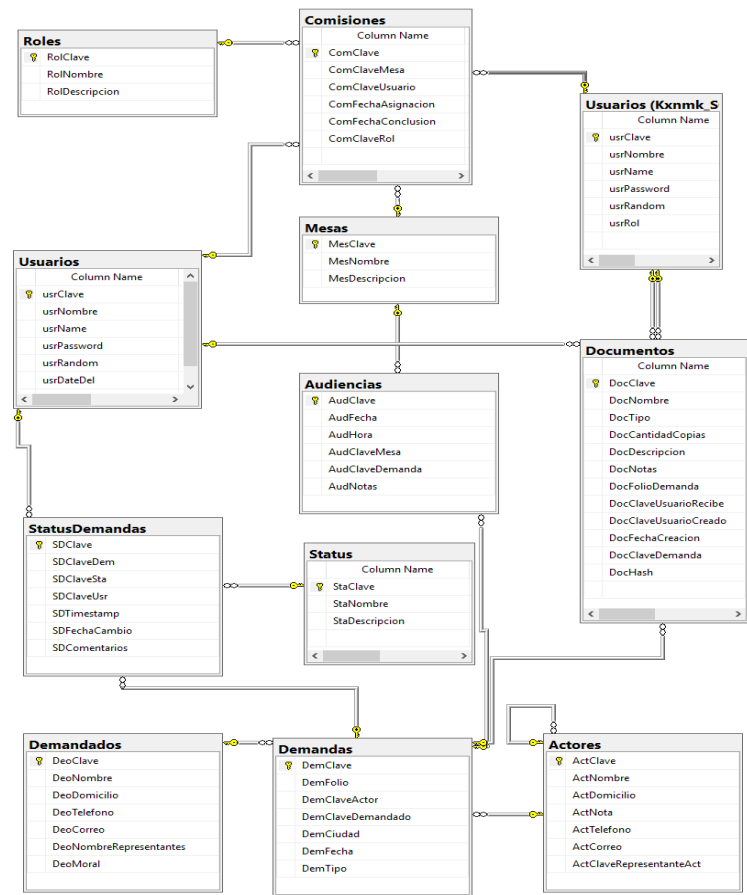 Comisiones
Column Name
ComClave
ComClaveMesa
ComClaveUsuario
ComFechaAsignacion
ComFechaConclusion
ComClaveRol
Roles
RolClave
RolNombre
RolDescripcion
Usuarios (Kxnmk_S
Column Name
usrClave
usrNombre
usrName
usrPassword
usrRandom
usrRol
Mesas
MesClave
MesNombre
MesDescripcion
Usuarios
Column Name
usrClave
usrNombre
usrName
usrPassword
usrRandom
usrDateDel
Documentos
Column Name
DocClave
DocNombre
DocTipo
DocCantidadCopias
DocDescripcion
DocNotas
DocFolioDemanda
DocClaveUsuarioRecibe
DocClaveUsuarioCreado
DocFechaCreacion
DocClaveDemanda
DocHash
Audiencias
AudClave
AudFecha
AudHora
AudClaveMesa
AudClaveDemanda
AudNotas
StatusDemandas
SDClave
SDClaveDem
SDClaveSta
SDClaveUsr
SDTimestamp
SDFechaCambio
SDComentarios
Status
Column Name
StaClave
StaNombre
StaDescripcion
Demandados
DeoClave
DeoNombre
DeoDomicilio
DeoTelefono
DeoCorreo
DeoNombreRepresentantes
DeoMoral
Demandas
DemClave
DemFolio
DemClaveActor
DemClaveDemandado
DemCiudad
DemFecha
DemTipo
Actores
ActClave
ActNombre
ActDomicilio
ActNota
ActTelefono
ActCorreo
ActClaveRepresentanteAct